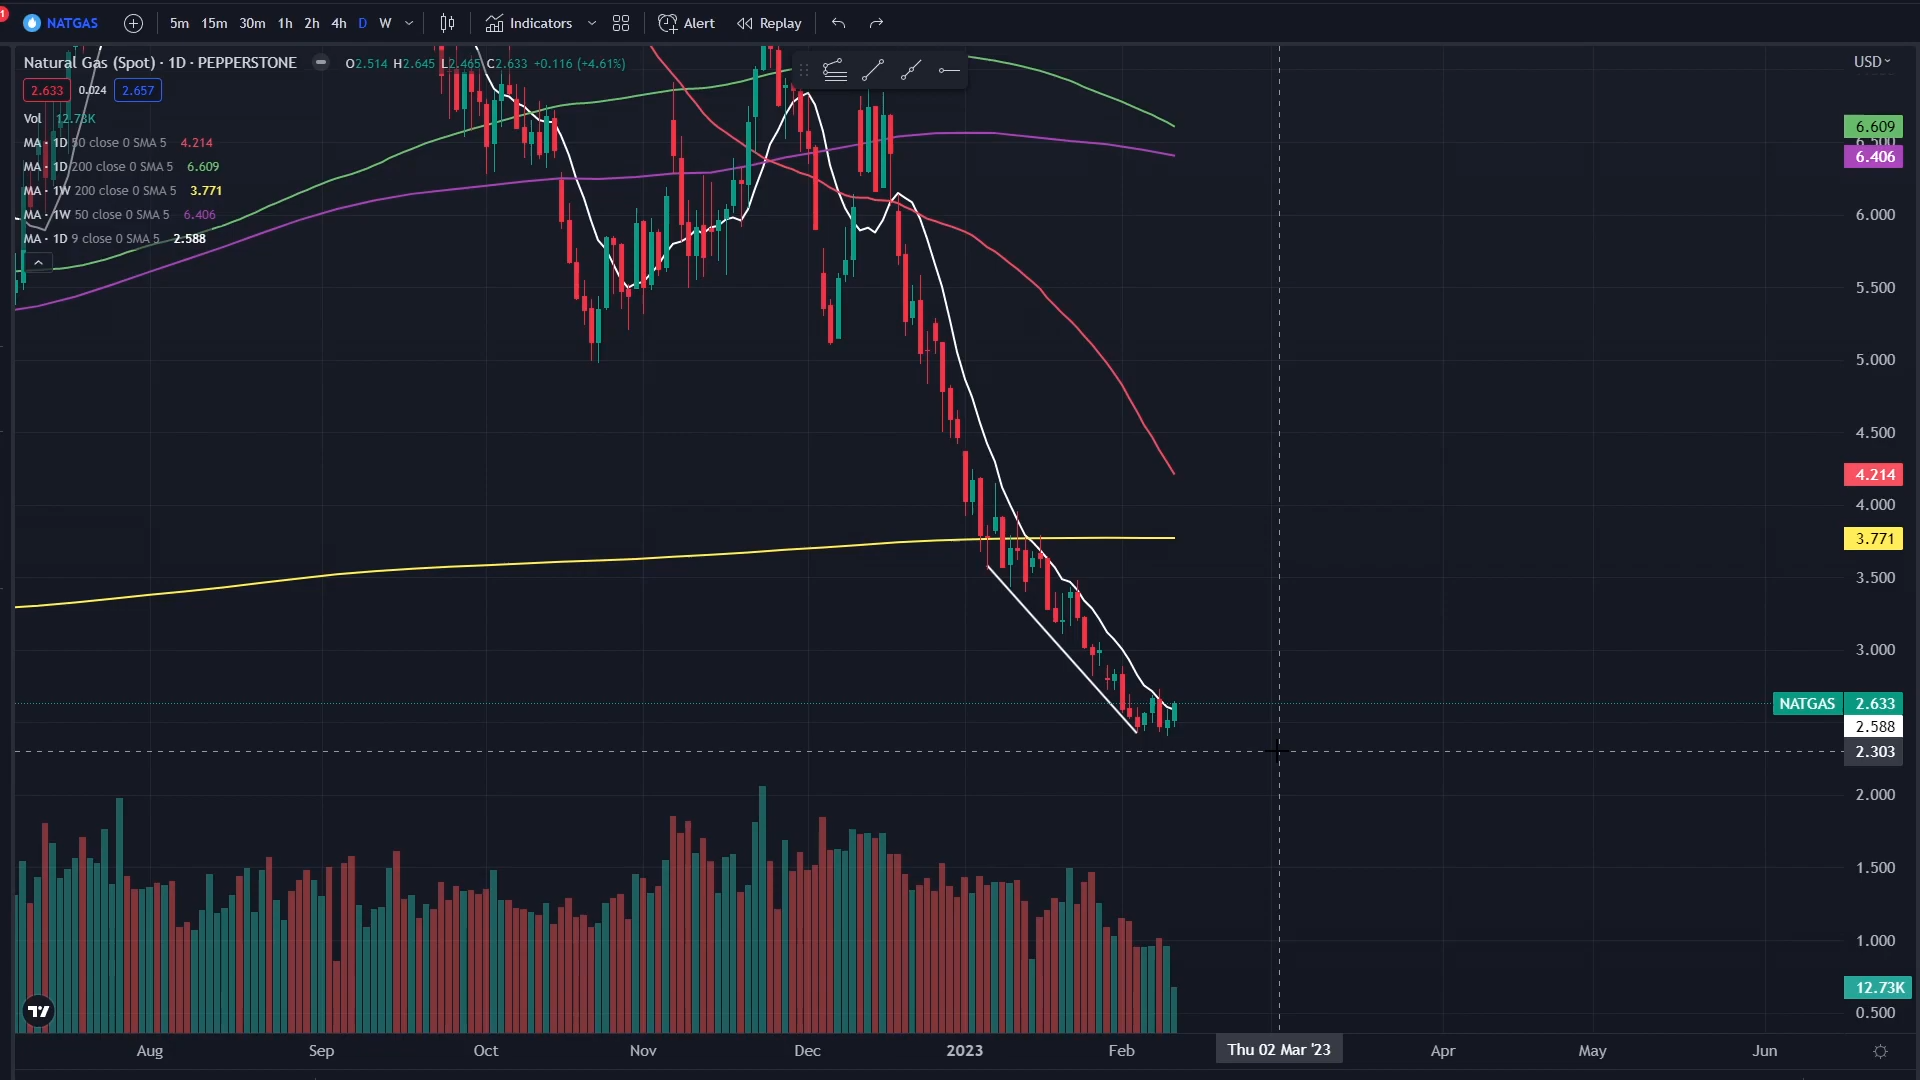 1
NATGAS 5m 15m 30m 1h 2h 4h D W Indicators Alert Replay
Natural Gas (Spot) · 1D · PEPPERSTONE O2.514 H2.645 L2.465 C2.633 +0.116 (+4.61%) USD
2.633 0.024 2.657
Vol 12.73K
MA · 1D 50 close 0 SMA 5 4.214
MA · 1D 200 close 0 SMA 5 6.609
MA · 1W 200 close 0 SMA 5 3.771
MA · 1W 50 close 0 SMA 5 6.406
MA · 1D 9 close 0 SMA 5 2.588
6.609
6.500
6.406
6.000
5.500
5.000
4.500
4.214
4.000
3.771
3.500
3.000
NATGAS 2.633
2.588
2.303
2.000
1.500
1.000
12.73K
0.500
Aug Sep Oct Nov Dec 2023 Feb Thu 02 Mar '23 Apr May Jun